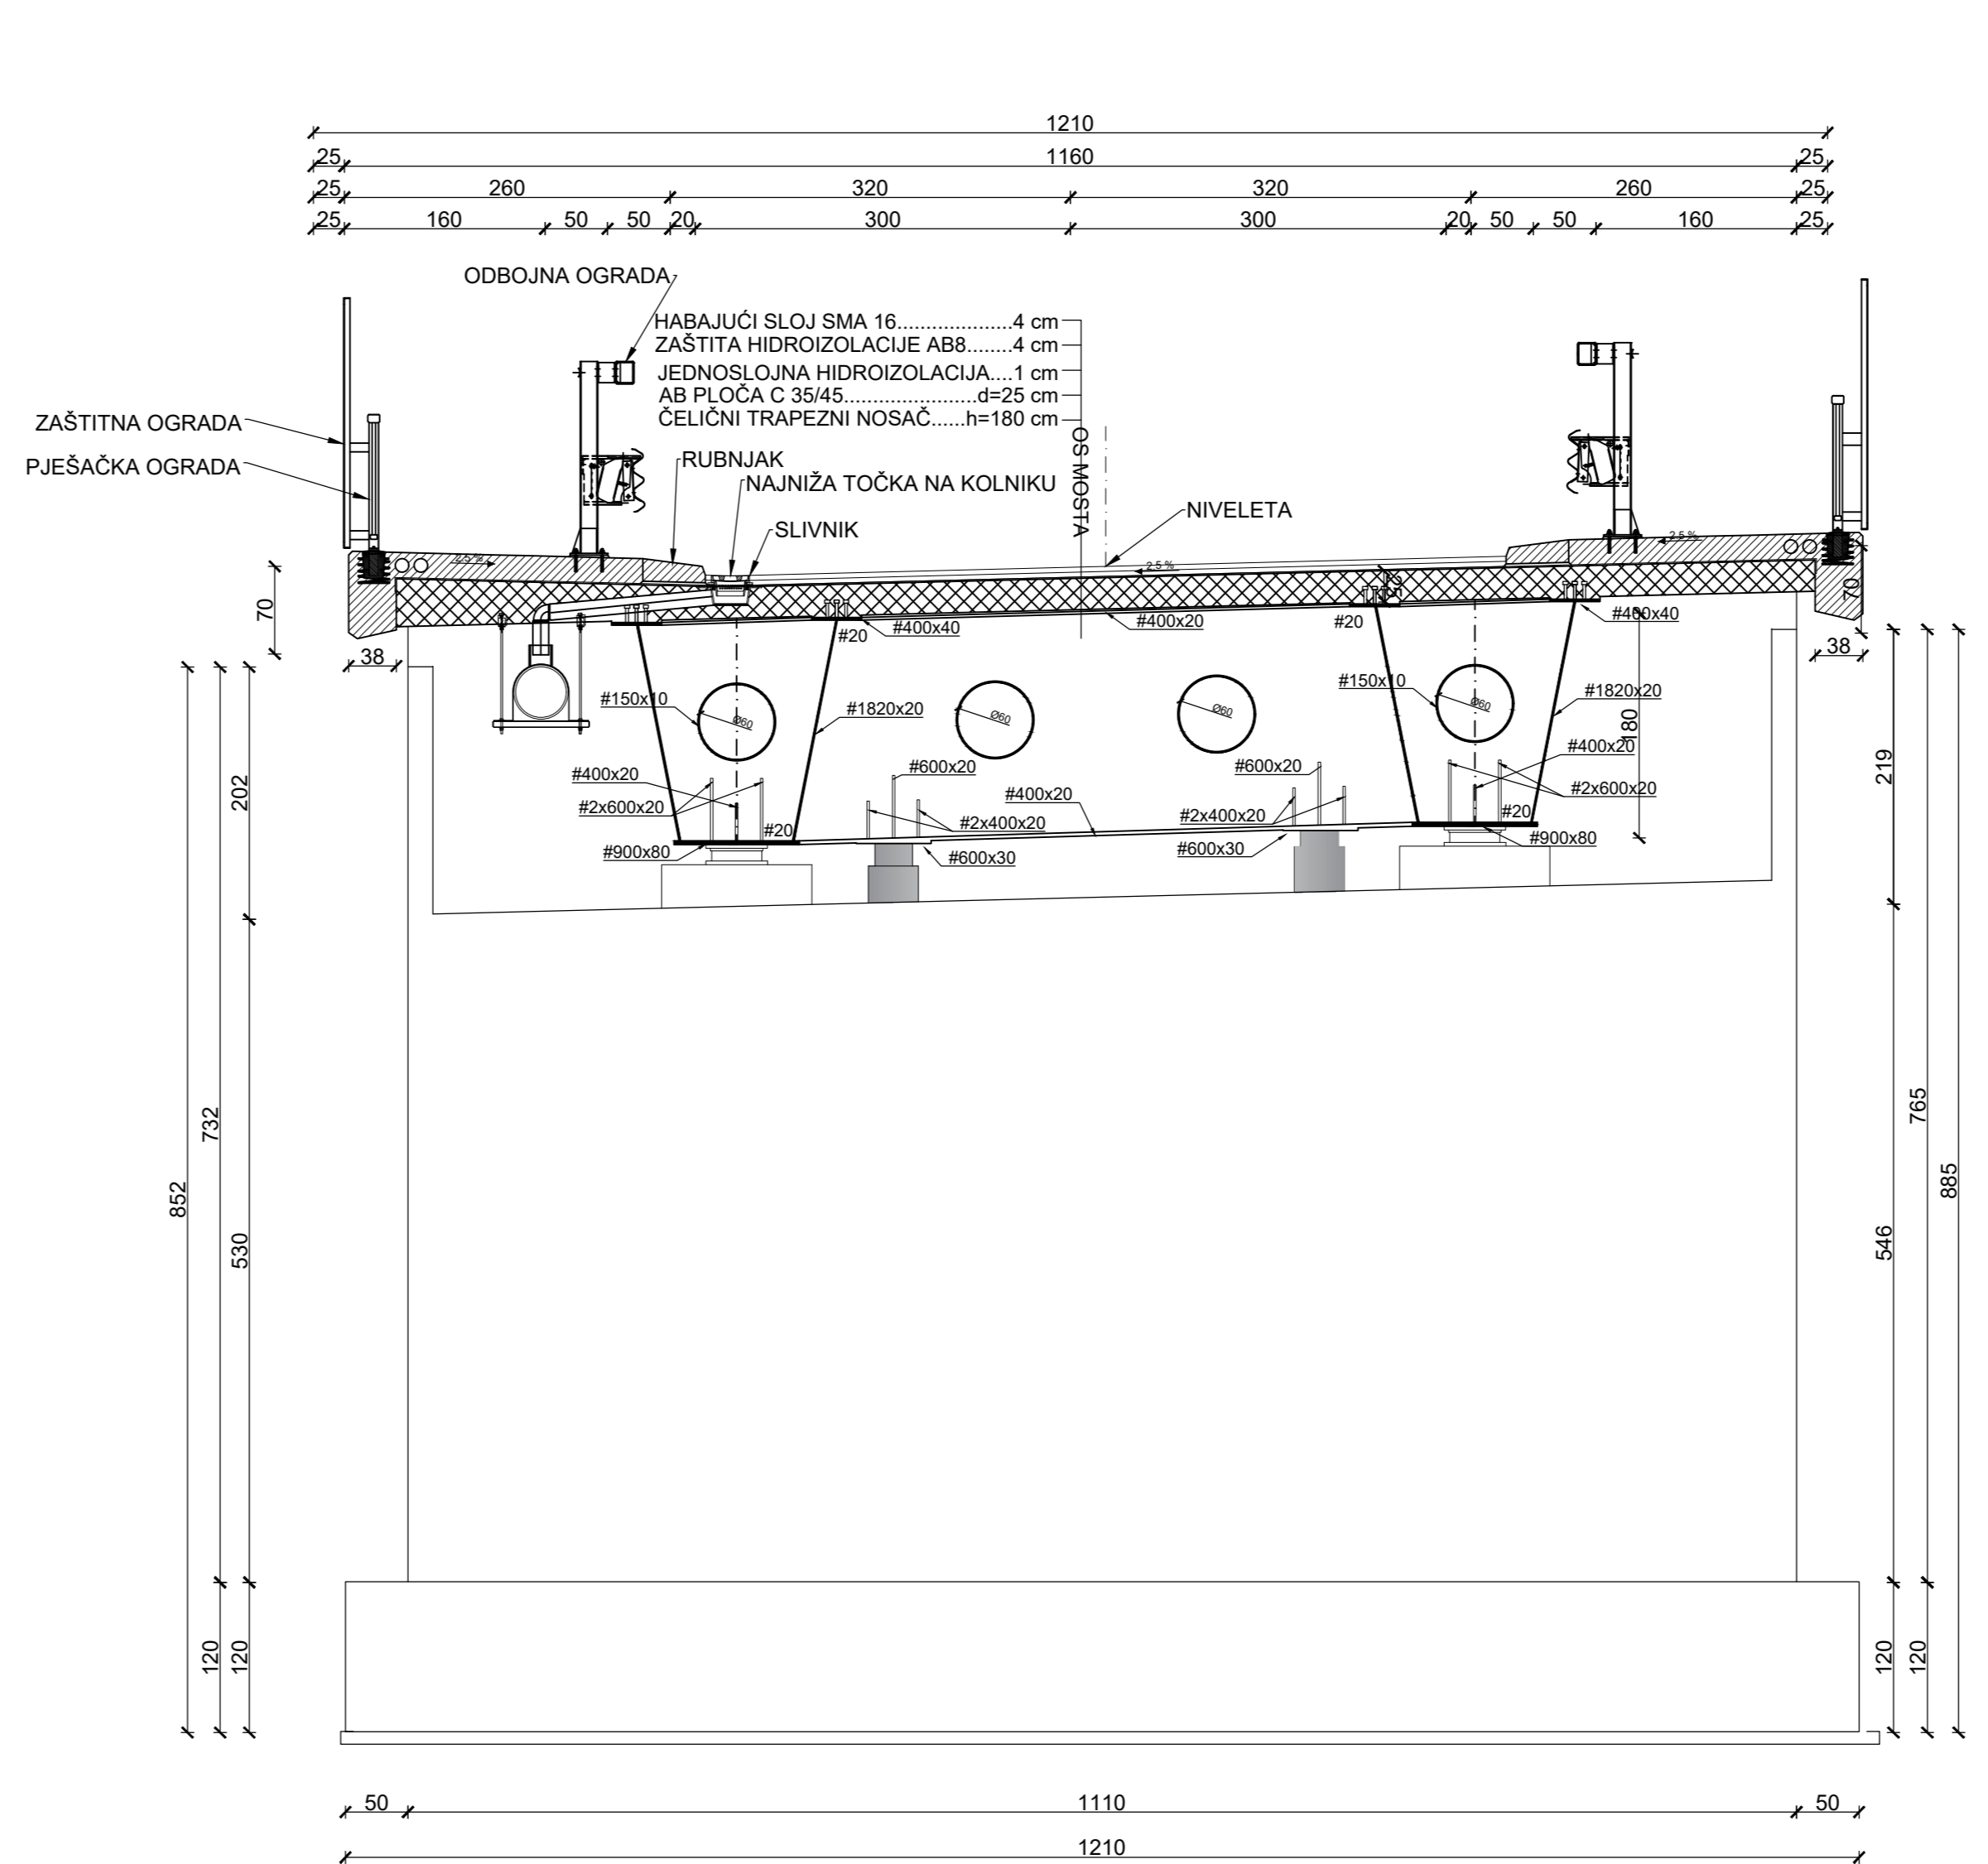 1210
25 1160 25
25 260 320 320 260 25
25 160 50 50 20 300 300 20 50 50 160 25
ODBOJNA OGRADA
HABAJUĆI SLOJ SMA 16....................4 cm
ZAŠTITA HIDROIZOLACIJE AB8........4 cm
JEDNOSLOJNA HIDROIZOLACIJA....1 cm
AB PLOČA C 35/45.......................d=25 cm
ČELIČNI TRAPEZNI NOSAČ......h=180 cm
ZAŠTITNA OGRADA
PJEŠAČKA OGRADA
OS MOSTA
RUBNJAK
NAJNIŽA TOČKA NA KOLNIKU
SLIVNIK
NIVELETA
2.5 %
2.5 %
2.5 %
25
70
70
38
38
#20
#400x40
#400x20
#20
#400x40
#150x10
Ø60
#1820x20
Ø60
Ø60
#150x10
Ø60
#1820x20
180
#400x20
#2x600x20
#20
#900x80
#600x20
#2x400x20
#600x30
#400x20
#600x20
#2x400x20
#600x30
#400x20
#2x600x20
#20
#900x80
202
732
852
530
120
120
219
765
885
546
120
120
50 1110 50
1210